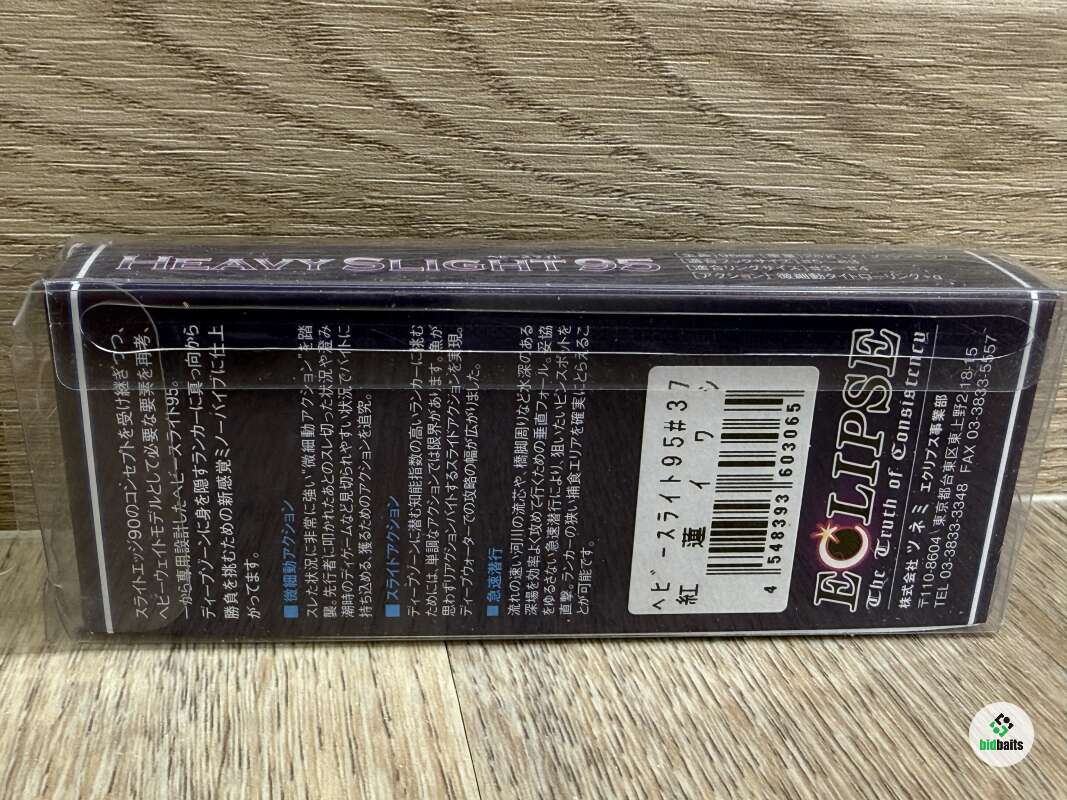 HEAVY SLIGHT 95
スライトエッジ90のコンセプトを受け継ぎつつ、
ヘビーウェイトモデルとして必要な要素を再考、
一から専用設計したヘビースライト95。
ディープゾーンに身を隠すランカーに真っ向から
勝負を挑むための新感覚ミノーバイブに仕上
がってます。
■微細動アクション
スレた状況に非常に強い"微細動アクション"を踏
襲。先行者に叩かれたあとのスレ切った状況や澄み
潮時のデイゲームなど見切られやすい状況でバイトに
持ち込める獲るためのアクションを追究。
■スライトアクション
ディープゾーンに潜む知能指数の高いランカーに挑む
ためには、単調なアクションでは限界があります。魚が
思わずリアクションバイトするスライドアクションを実現。
ディープウォーターでの攻略の幅が広かりました。
■急速潜行
流れの速い河川の流芯や、橋脚周りなど水深のある
深場を効率よく攻めて行くための垂直フォール。妥協
をゆるさない急速潜行により、狙いたいピンスポットを
直撃。ランカーの狭い捕食エリアを確実にとらえるこ
とが可能です。
ヘビースライト95#37
紅蓮イワシ
4 548393 603065
ECLIPSE
The Truth of Consistency
株式会社 ツネミ エクリプス事業部
〒110-8604 東京都台東区東上野2-18-15
TEL 03-3833-3348 FAX 03-3833-5557
bidbaits